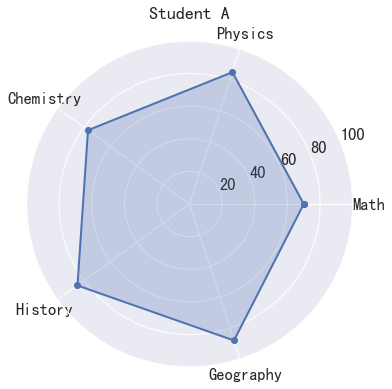 Student A
Physics
Chemistry
100
80
60
40
20
Math
History
Geography